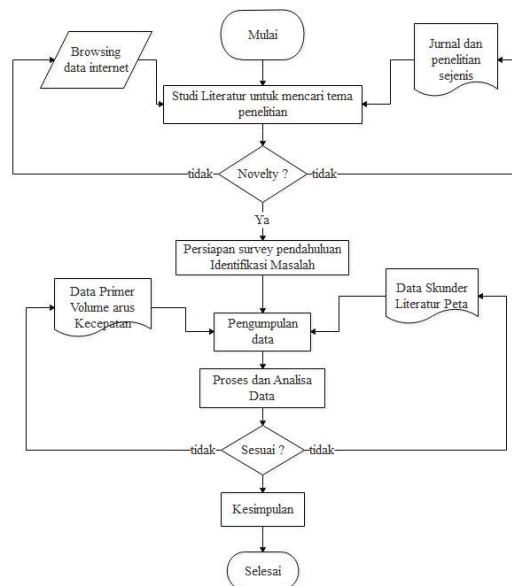 Mulai
Browsing
data internet
Jurnal dan
penelitian
sejenis
Studi Literatur untuk mencari tema
penelitian
tidak
Novelty ?
tidak
Ya
Persiapan survey pendahuluan
Identifikasi Masalah
Data Primer
Volume arus
Kecepatan
Data Skunder
Literatur Peta
Pengumpulan
data
Proses dan Analisa
Data
tidak
Sesuai ?
tidak
Kesimpulan
Selesai